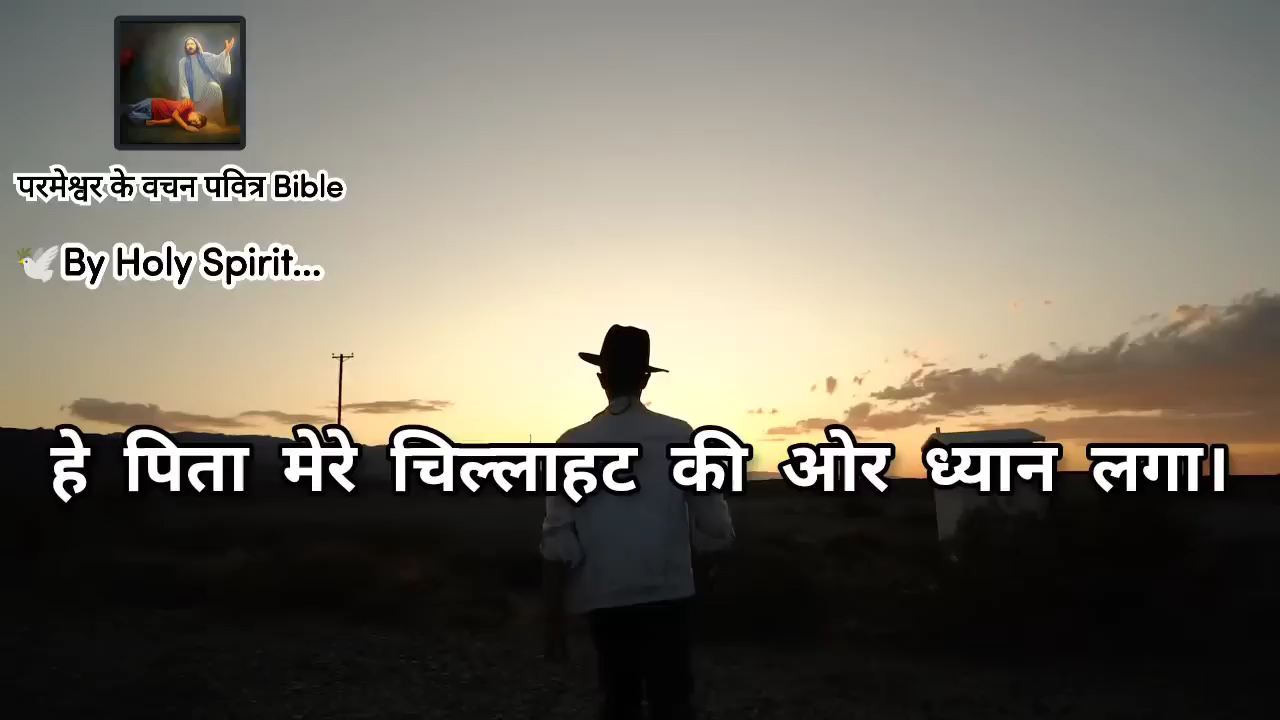 परमेश्वर के वचन पवित्र Bible
🕊️By Holy Spirit...
हे पिता मेरे चिल्लाहट की ओर ध्यान लगा।